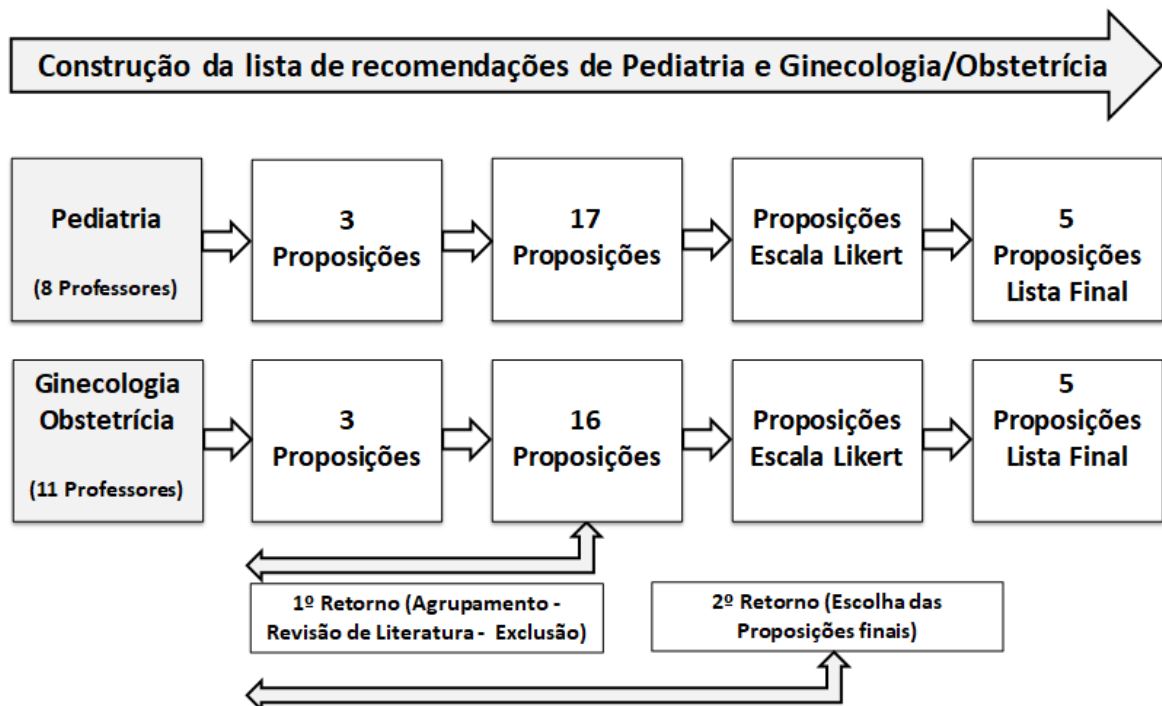 Construção da lista de recomendações de Pediatria e Ginecologia/Obstetrícia
Pediatria
(8 Professores)
3
Proposições
17
Proposições
Proposições
Escala Likert
5
Proposições
Lista Final
Ginecologia
Obstetrícia
(11 Professores)
3
Proposições
16
Proposições
Proposições
Escala Likert
5
Proposições
Lista Final
1º Retorno (Agrupamento -
Revisão de Literatura - Exclusão)
2º Retorno (Escolha das
Proposições finais)